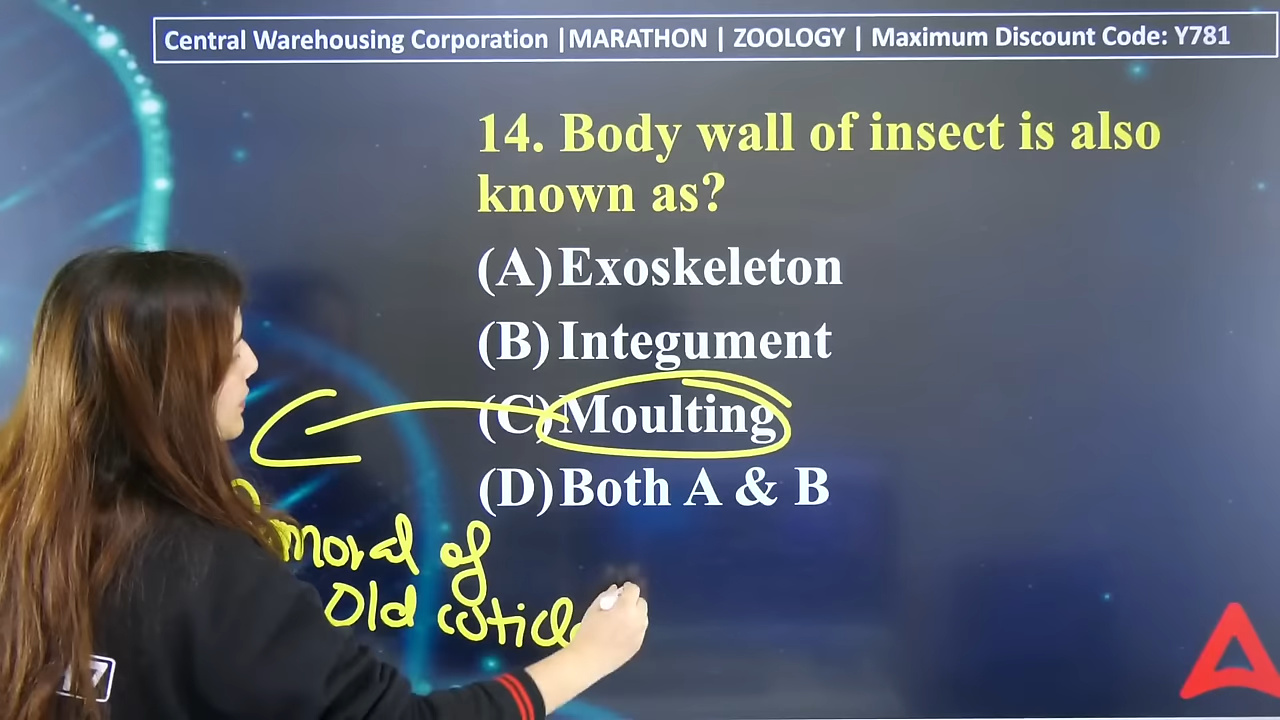 Central Warehousing Corporation |MARATHON | ZOOLOGY | Maximum Discount Code: Y781
14. Body wall of insect is also
known as?
(A) Exoskeleton
(B) Integument
(C) Moulting
(D) Both A & B
of
Old cuticle